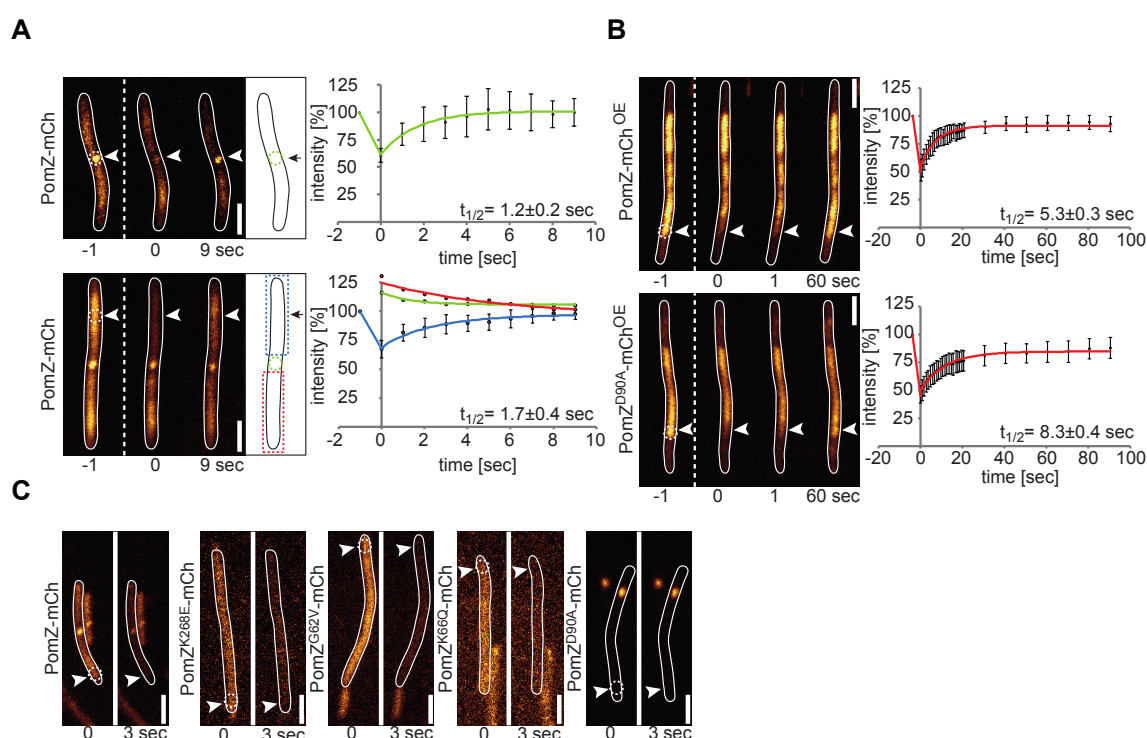 A
PomZ-mCh
-1 0 9 sec
intensity [%]
125
100
75
50
25
t1/2= 1.2±0.2 sec
0 2 4 6 8 10
time [sec]
PomZ-mCh
-1 0 9 sec
intensity [%]
125
100
75
50
25
t1/2= 1.7±0.4 sec
0 2 4 6 8 10
time [sec]
B
PomZ-mChOE
-1 0 1 60 sec
intensity [%]
125
100
75
50
25
t1/2= 5.3±0.3 sec
-20 0 20 40 60 80 100
time [sec]
PomZD90A-mChOE
-1 0 1 60 sec
intensity [%]
125
100
75
50
25
t1/2= 8.3±0.4 sec
-20 0 20 40 60 80 100
time [sec]
C
PomZ-mCh
0 3 sec
PomZK268E-mCh
0 3 sec
PomZG62V-mCh
0 3 sec
PomZK66Q-mCh
0 3 sec
PomZD90A-mCh
0 3 sec